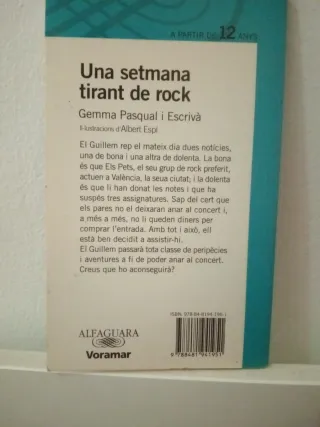 A PARTIR DE 12 ANYS
Una setmana
tirant de rock
Gemma Pasqual i Escrivà
Il·lustracions d'Albert Espí
El Guillem rep el mateix dia dues notícies,
una de bona i una altra de dolenta. La bona
és que Els Pets, el seu grup de rock preferit,
actuen a València, la seua ciutat; i la dolenta
és que li han donat les notes i que ha
suspès tres assignatures. Sap del cert que
els pares no el deixaran anar al concert i,
a més a més, no li queden diners per
comprar l'entrada. Amb tot i això, ell
està ben decidit a assistir-hi.
El Guillem passarà tota classe de peripècies
i aventures a fi de poder anar al concert.
Creus que ho aconseguirà?
ALFAGUARA
Voramar
9 788481 941951